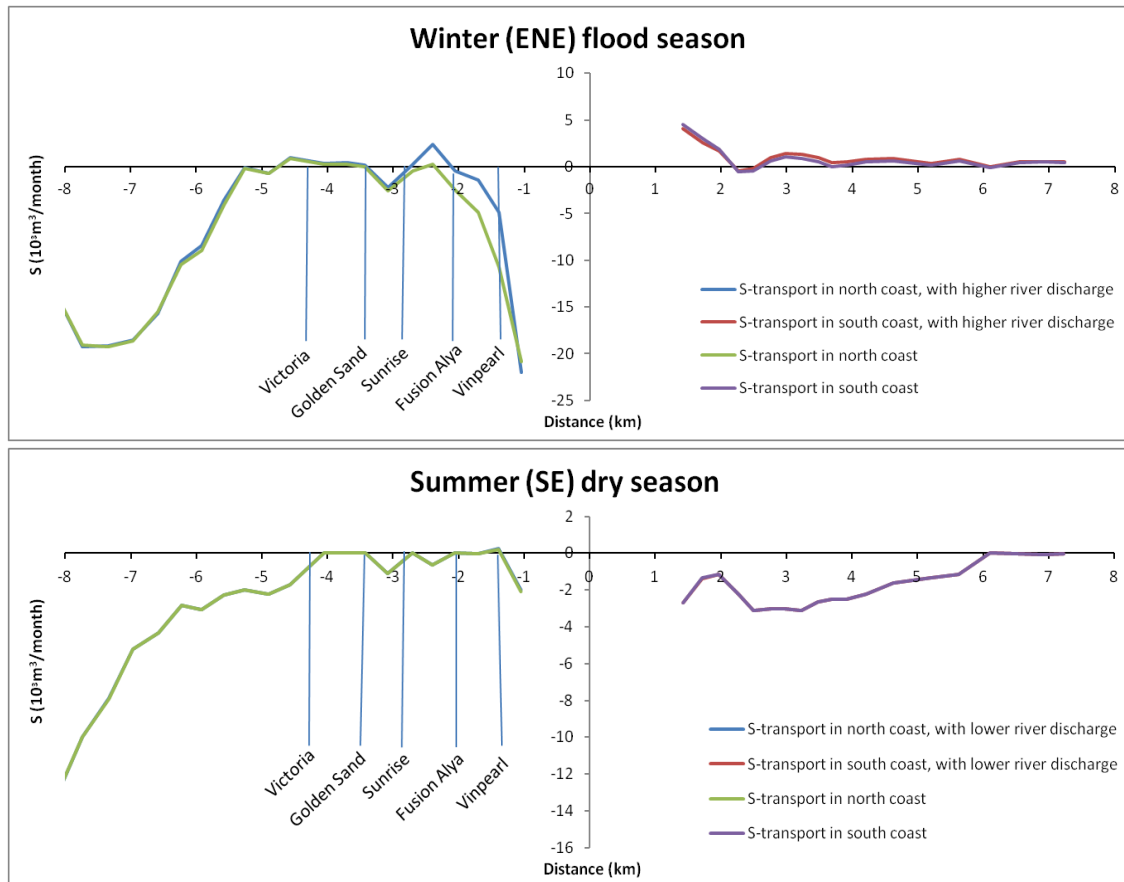 Winter (ENE) flood season
10
5
0
-8 -7 -6 -5 -4 -3 -2 -1 0 1 2 3 4 5 6 7 8
-5
-10
-15
-20
-25
S (10³m³/month)
Victoria
Golden Sand
Sunrise
Fusion Alya
Vinpearl
S-transport in north coast, with higher river discharge
S-transport in south coast, with higher river discharge
S-transport in north coast
S-transport in south coast
Distance (km)
Summer (SE) dry season
2
0
-8 -7 -6 -5 -4 -3 -2 -1 0 1 2 3 4 5 6 7 8
-2
-4
-6
-8
-10
-12
-14
-16
S (10³m³/month)
Victoria
Golden Sand
Sunrise
Fusion Alya
Vinpearl
S-transport in north coast, with lower river discharge
S-transport in south coast, with lower river discharge
S-transport in north coast
S-transport in south coast
Distance (km)